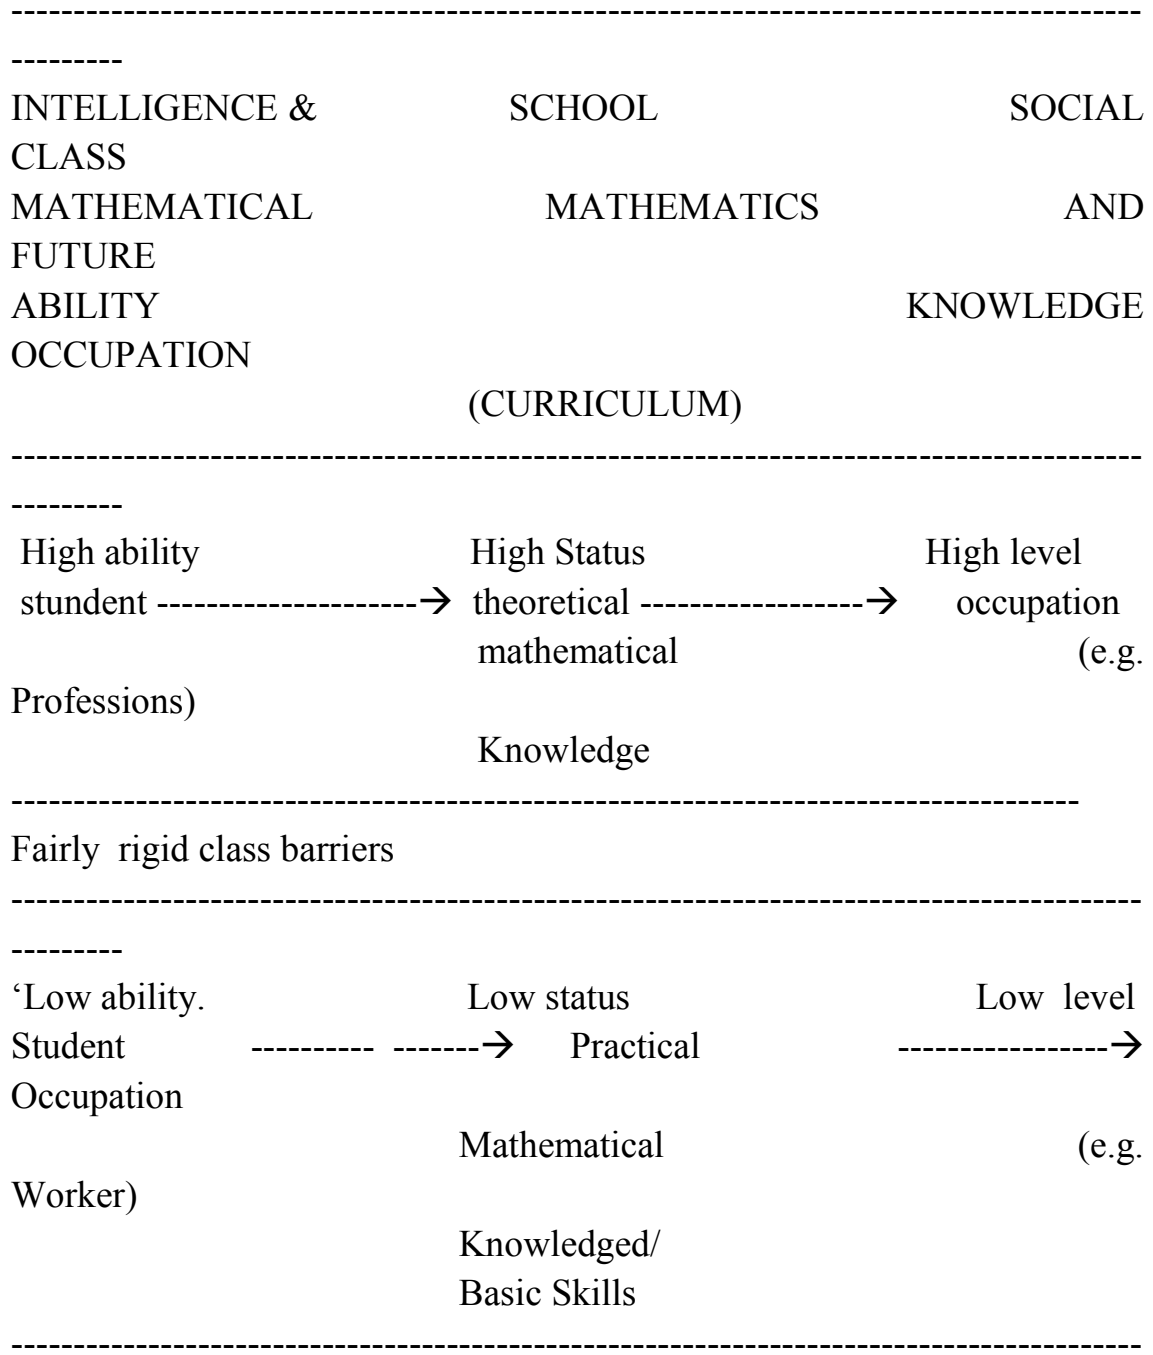 -------------------------------------------------------------------------------------------
---------
INTELLIGENCE & SCHOOL SOCIAL
CLASS
MATHEMATICAL MATHEMATICS AND
FUTURE
ABILITY KNOWLEDGE
OCCUPATION
(CURRICULUM)
-------------------------------------------------------------------------------------------
---------
High ability High Status High level
stundent ---------------------→ theoretical ------------------→ occupation
mathematical (e.g.
Professions)
Knowledge
--------------------------------------------------------------------------------------
Fairly rigid class barriers
-------------------------------------------------------------------------------------------
---------
‘Low ability. Low status Low level
Student ---------- -------→ Practical -----------------→
Occupation
Mathematical (e.g.
Worker)
Knowledged/
Basic Skills
-------------------------------------------------------------------------------------------